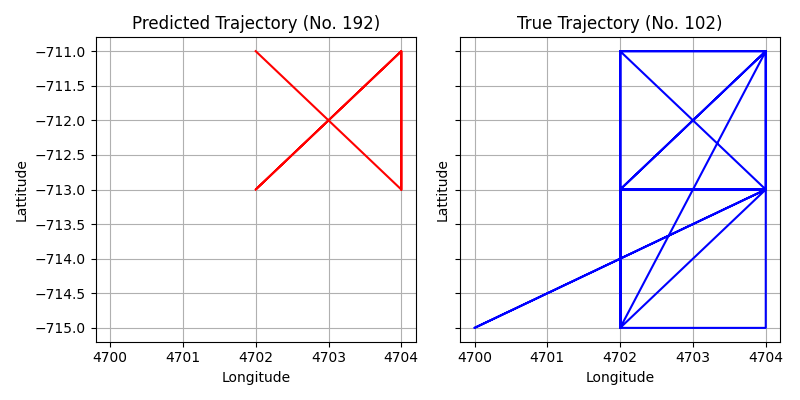 Predicted Trajectory (No. 192)
True Trajectory (No. 102)
Lattitude
−711.0
−711.5
−712.0
−712.5
−713.0
−713.5
−714.0
−714.5
−715.0
4700 4701 4702 4703 4704
Longitude
Lattitude
4700 4701 4702 4703 4704
Longitude